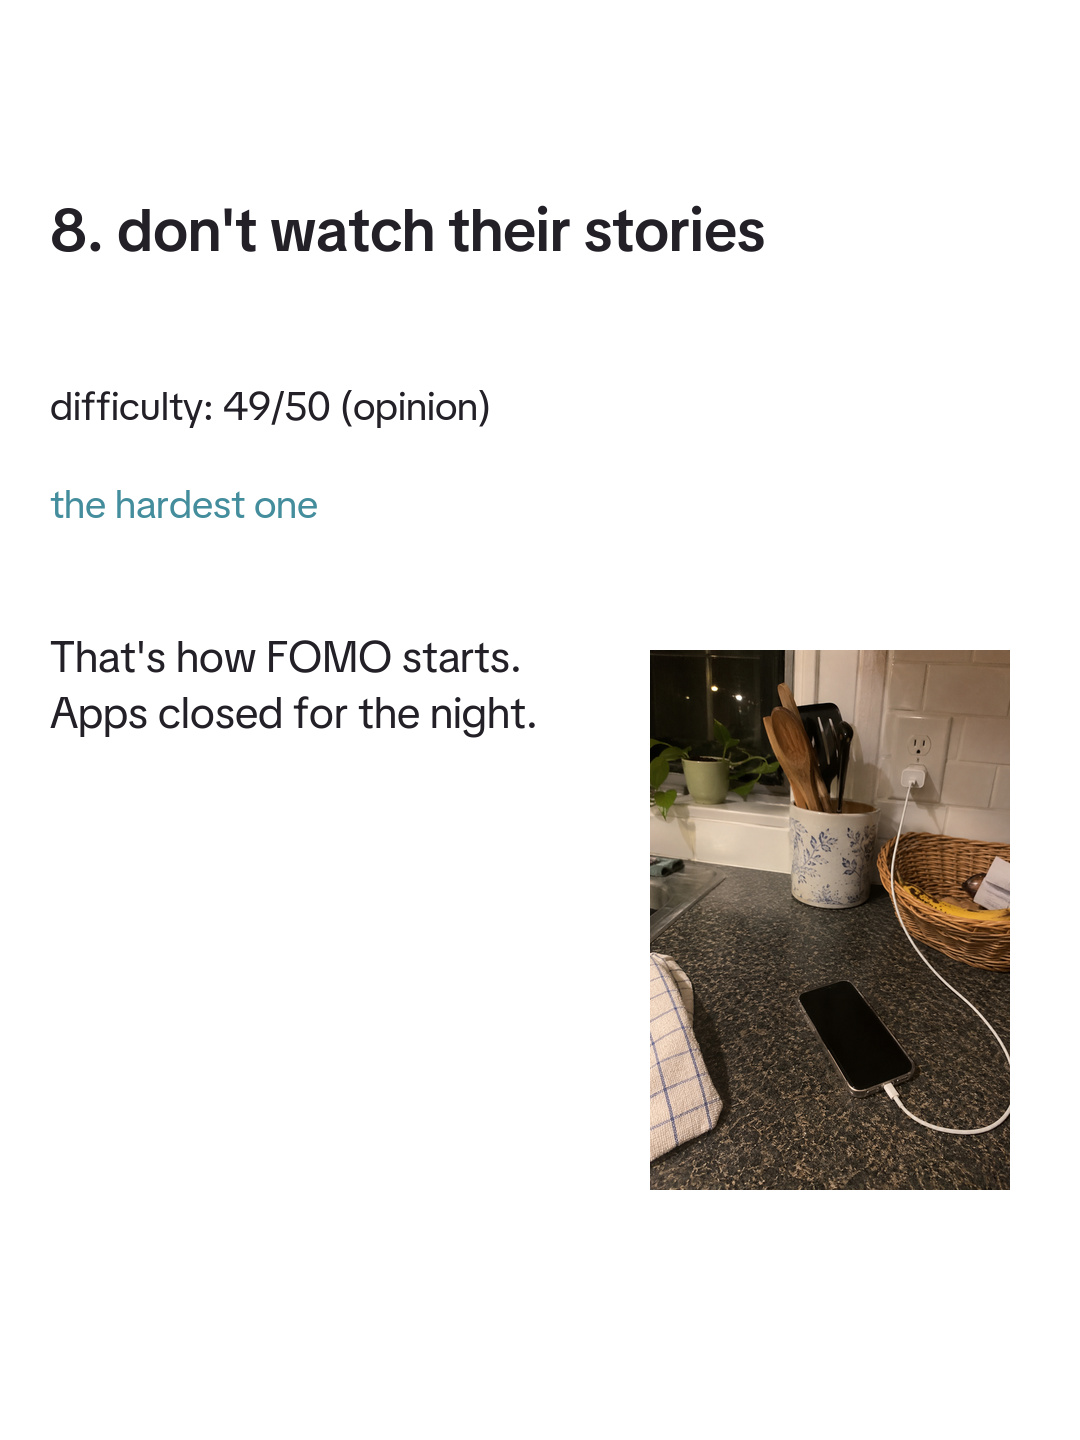 8. don't watch their stories
difficulty: 49/50 (opinion)
the hardest one
That's how FOMO starts.
Apps closed for the night.